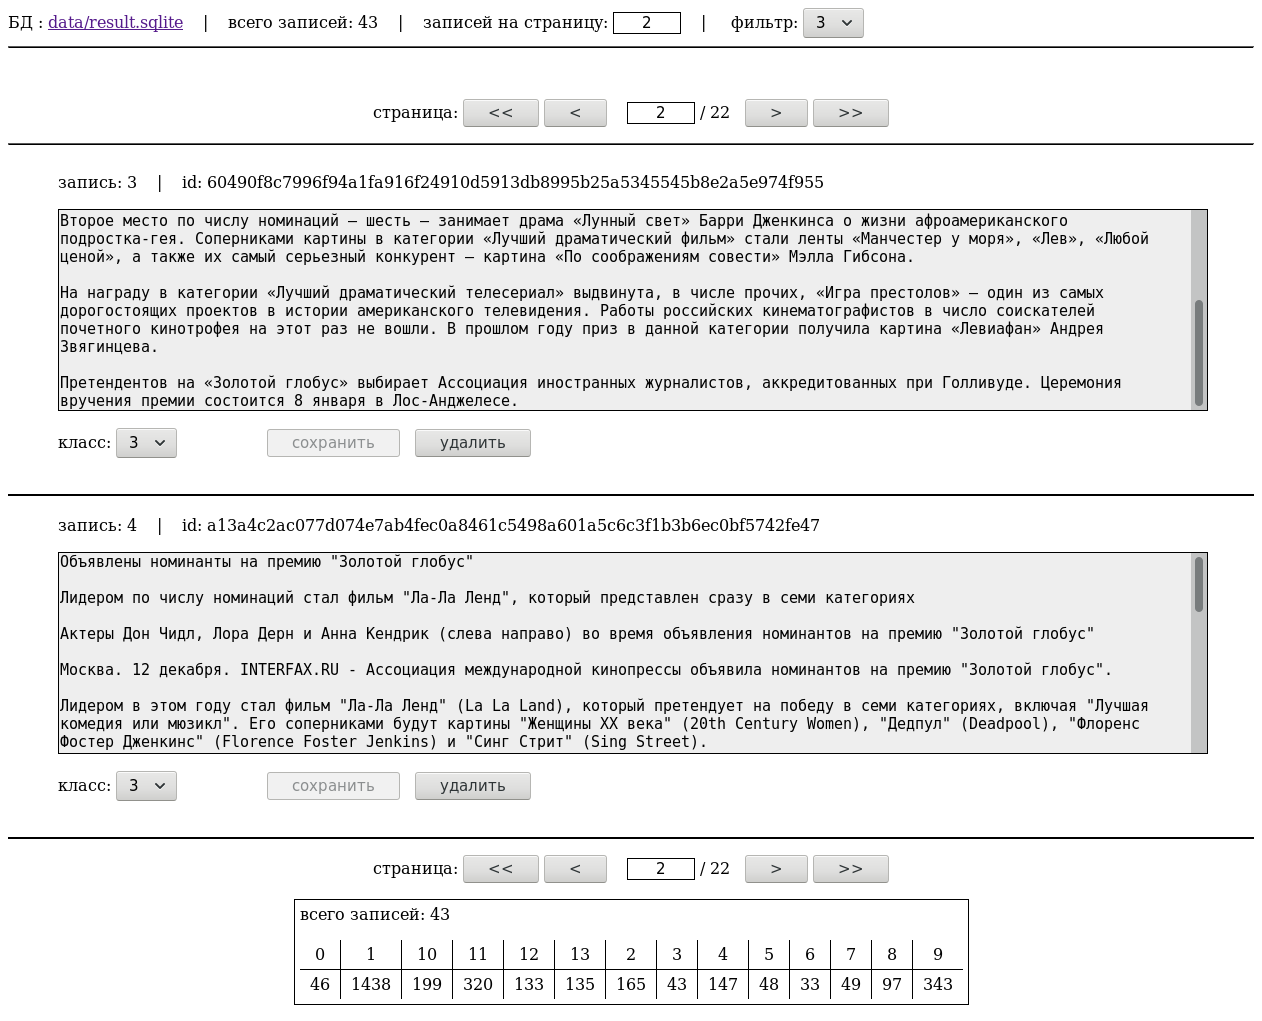 БД : data/result.sqlite | всего записей: 43 | записей на страницу: 2 | фильтр: 3
страница: << < 2 / 22 > >>
запись: 3 | id: 60490f8c7996f94a1fa916f24910d5913db8995b25a5345545b8e2a5e974f955
Второе место по числу номинаций — шесть — занимает драма «Лунный свет» Барри Дженкинса о жизни афроамериканского
подростка-гея. Соперниками картины в категории «Лучший драматический фильм» стали ленты «Манчестер у моря», «Лев», «Любой
ценой», а также их самый серьезный конкурент — картина «По соображениям совести» Мэлла Гибсона.
На награду в категории «Лучший драматический телесериал» выдвинута, в числе прочих, «Игра престолов» — один из самых
дорогостоящих проектов в истории американского телевидения. Работы российских кинематографистов в число соискателей
почетного кинотрофея на этот раз не вошли. В прошлом году приз в данной категории получила картина «Левиафан» Андрея
Звягинцева.
Претендентов на «Золотой глобус» выбирает Ассоциация иностранных журналистов, аккредитованных при Голливуде. Церемония
вручения премии состоится 8 января в Лос-Анджелесе.
класс: 3 сохранить удалить
запись: 4 | id: a13a4c2ac077d074e7ab4fec0a8461c5498a601a5c6c3f1b3b6ec0bf5742fe47
Объявлены номинанты на премию "Золотой глобус"
Лидером по числу номинаций стал фильм "Ла-Ла Ленд", который представлен сразу в семи категориях
Актеры Дон Чидл, Лора Дерн и Анна Кендрик (слева направо) во время объявления номинантов на премию "Золотой глобус"
Москва. 12 декабря. INTERFAX.RU - Ассоциация международной кинопрессы объявила номинантов на премию "Золотой глобус".
Лидером в этом году стал фильм "Ла-Ла Ленд" (La La Land), который претендует на победу в семи категориях, включая "Лучшая
комедия или мюзикл". Его соперниками будут картины "Женщины XX века" (20th Century Women), "Дедпул" (Deadpool), "Флоренс
Фостер Дженкинс" (Florence Foster Jenkins) и "Синг Стрит" (Sing Street).
класс: 3 сохранить удалить
страница: << < 2 / 22 > >>
всего записей: 43
0 1 10 11 12 13 2 3 4 5 6 7 8 9
46 1438 199 320 133 135 165 43 147 48 33 49 97 343